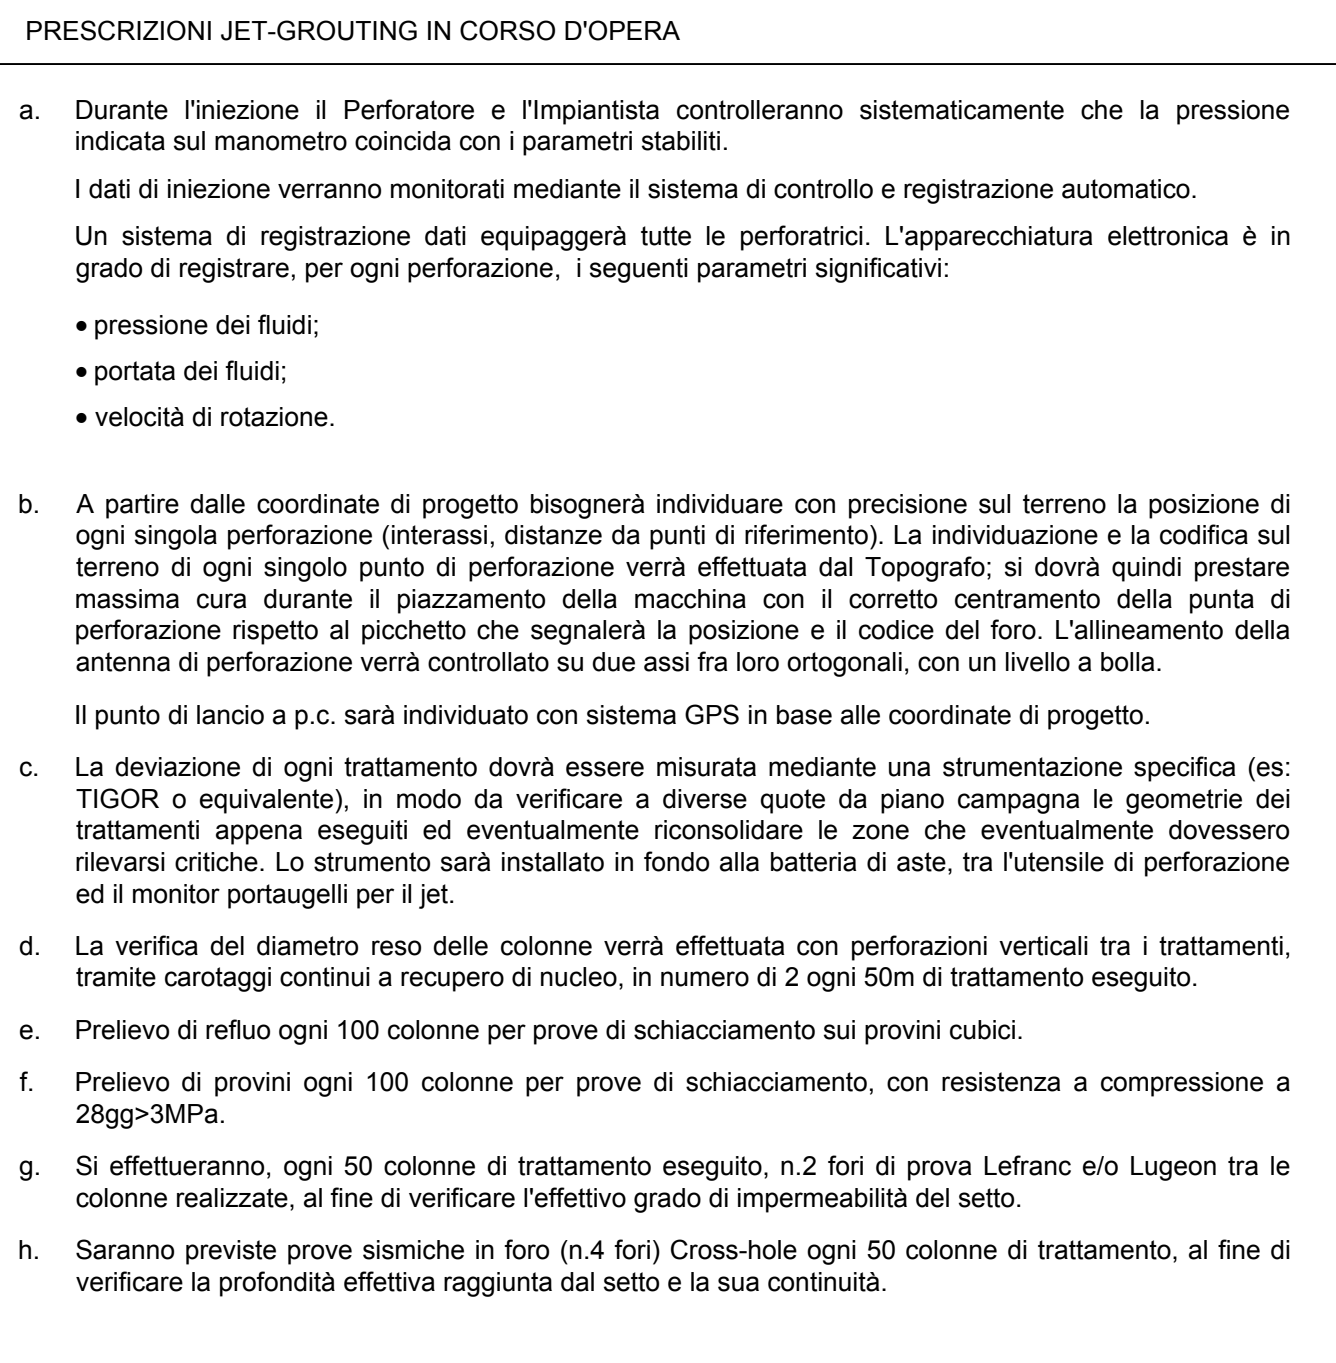 PRESCRIZIONI JET-GROUTING IN CORSO D'OPERA
a. Durante l'iniezione il Perforatore e l'Impiantista controlleranno sistematicamente che la pressione
indicata sul manometro coincida con i parametri stabiliti.
I dati di iniezione verranno monitorati mediante il sistema di controllo e registrazione automatico.
Un sistema di registrazione dati equipaggerà tutte le perforatrici. L'apparecchiatura elettronica è in
grado di registrare, per ogni perforazione, i seguenti parametri significativi:
• pressione dei fluidi;
• portata dei fluidi;
• velocità di rotazione.
b. A partire dalle coordinate di progetto bisognerà individuare con precisione sul terreno la posizione di
ogni singola perforazione (interassi, distanze da punti di riferimento). La individuazione e la codifica sul
terreno di ogni singolo punto di perforazione verrà effettuata dal Topografo; si dovrà quindi prestare
massima cura durante il piazzamento della macchina con il corretto centramento della punta di
perforazione rispetto al picchetto che segnalerà la posizione e il codice del foro. L'allineamento della
antenna di perforazione verrà controllato su due assi fra loro ortogonali, con un livello a bolla.
Il punto di lancio a p.c. sarà individuato con sistema GPS in base alle coordinate di progetto.
c. La deviazione di ogni trattamento dovrà essere misurata mediante una strumentazione specifica (es:
TIGOR o equivalente), in modo da verificare a diverse quote da piano campagna le geometrie dei
trattamenti appena eseguiti ed eventualmente riconsolidare le zone che eventualmente dovessero
rilevarsi critiche. Lo strumento sarà installato in fondo alla batteria di aste, tra l'utensile di perforazione
ed il monitor portaugelli per il jet.
d. La verifica del diametro reso delle colonne verrà effettuata con perforazioni verticali tra i trattamenti,
tramite carotaggi continui a recupero di nucleo, in numero di 2 ogni 50m di trattamento eseguito.
e. Prelievo di refluo ogni 100 colonne per prove di schiacciamento sui provini cubici.
f. Prelievo di provini ogni 100 colonne per prove di schiacciamento, con resistenza a compressione a
28gg>3MPa.
g. Si effettueranno, ogni 50 colonne di trattamento eseguito, n.2 fori di prova Lefranc e/o Lugeon tra le
colonne realizzate, al fine di verificare l'effettivo grado di impermeabilità del setto.
h. Saranno previste prove sismiche in foro (n.4 fori) Cross-hole ogni 50 colonne di trattamento, al fine di
verificare la profondità effettiva raggiunta dal setto e la sua continuità.